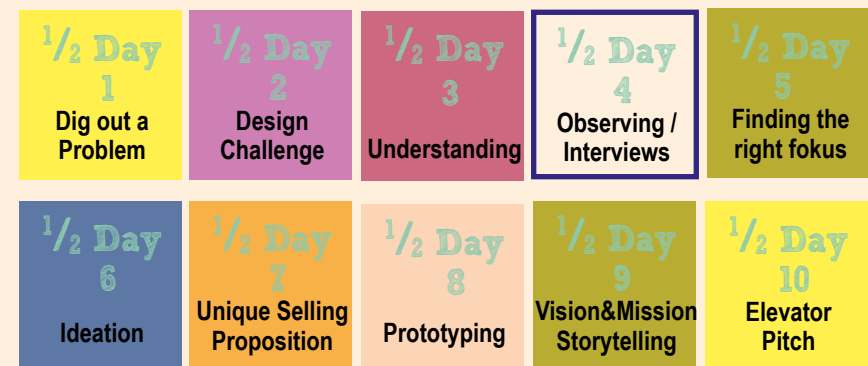 1/2 Day
1
Dig out a
Problem
1/2 Day
2
Design
Challenge
1/2 Day
3
Understanding
1/2 Day
4
Observing /
Interviews
1/2 Day
5
Finding the
right fokus
1/2 Day
6
Ideation
1/2 Day
7
Unique Selling
Proposition
1/2 Day
8
Prototyping
1/2 Day
9
Vision&Mission
Storytelling
1/2 Day
10
Elevator
Pitch